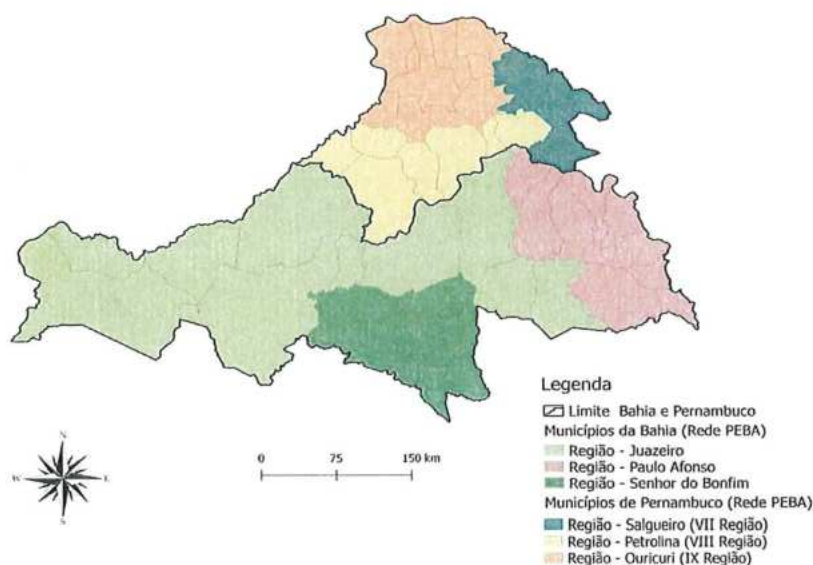 Legenda
Limite Bahia e Pernambuco
Municípios da Bahia (Rede PEBA)
Região - Juazeiro
Região - Paulo Afonso
Região - Senhor do Bonfim
Municípios de Pernambuco (Rede PEBA)
Região - Salgueiro (VII Região)
Região - Petrolina (VIII Região)
Região - Ouricuri (IX Região)
N
W E
S
0 75 150 km